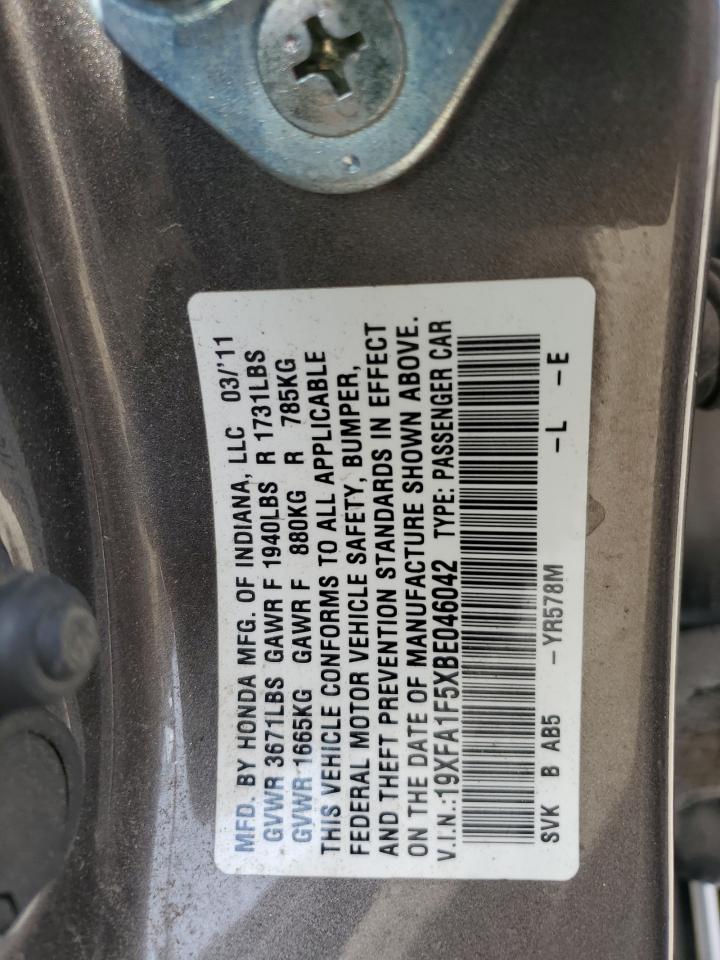 MFD. BY HONDA MFG. OF INDIANA, LLC 03/'11
GVWR 3671LBS GAWR F 1940LBS R 1731LBS
GVWR 1665KG GAWR F 880KG R 785KG
THIS VEHICLE CONFORMS TO ALL APPLICABLE
FEDERAL MOTOR VEHICLE SAFETY, BUMPER,
AND THEFT PREVENTION STANDARDS IN EFFECT
ON THE DATE OF MANUFACTURE SHOWN ABOVE.
V.I.N.:19XFA1F5XBE046042 TYPE: PASSENGER CAR
SVK B AB5 - YR578M -L -E